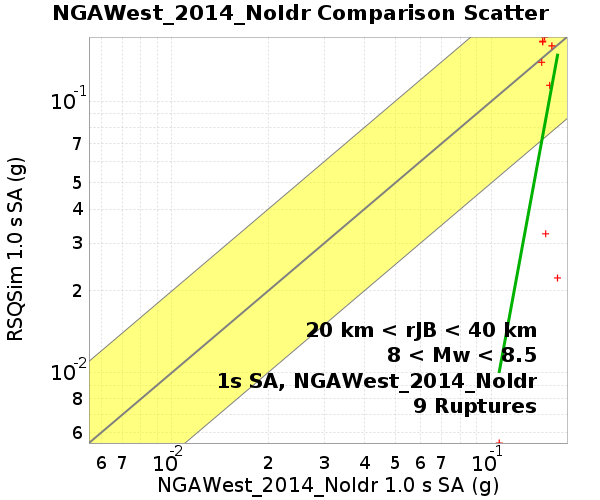 NGAWest_2014_NoIdr Comparison Scatter
RSQSim 1.0 s SA (g)
10-1
7
5
4
3
2
10-2
8
6
20 km < rJB < 40 km
8 < Mw < 8.5
1s SA, NGAWest_2014_NoIdr
9 Ruptures
6 7 10-2 2 3 4 5 6 7 10-1
NGAWest_2014_NoIdr 1.0 s SA (g)